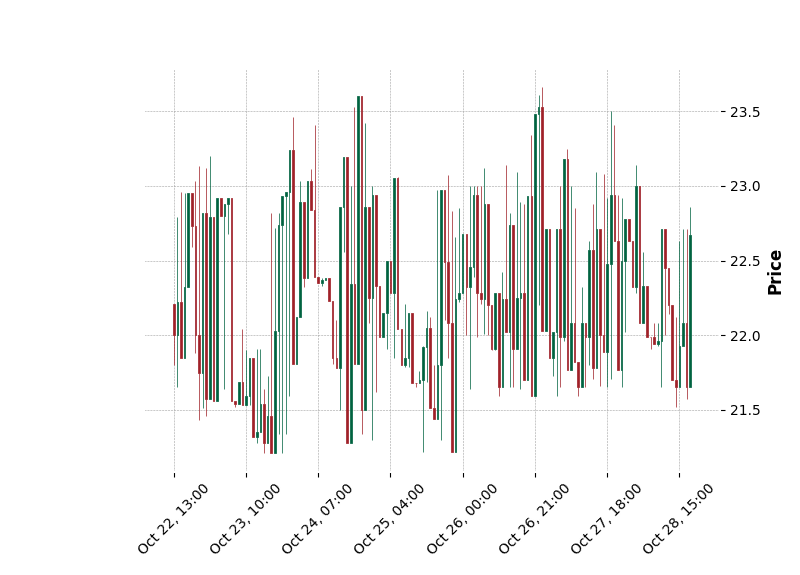 23.5
23.0
22.5
22.0
21.5
Price
Oct 22, 13:00
Oct 23, 10:00
Oct 24, 07:00
Oct 25, 04:00
Oct 26, 00:00
Oct 26, 21:00
Oct 27, 18:00
Oct 28, 15:00